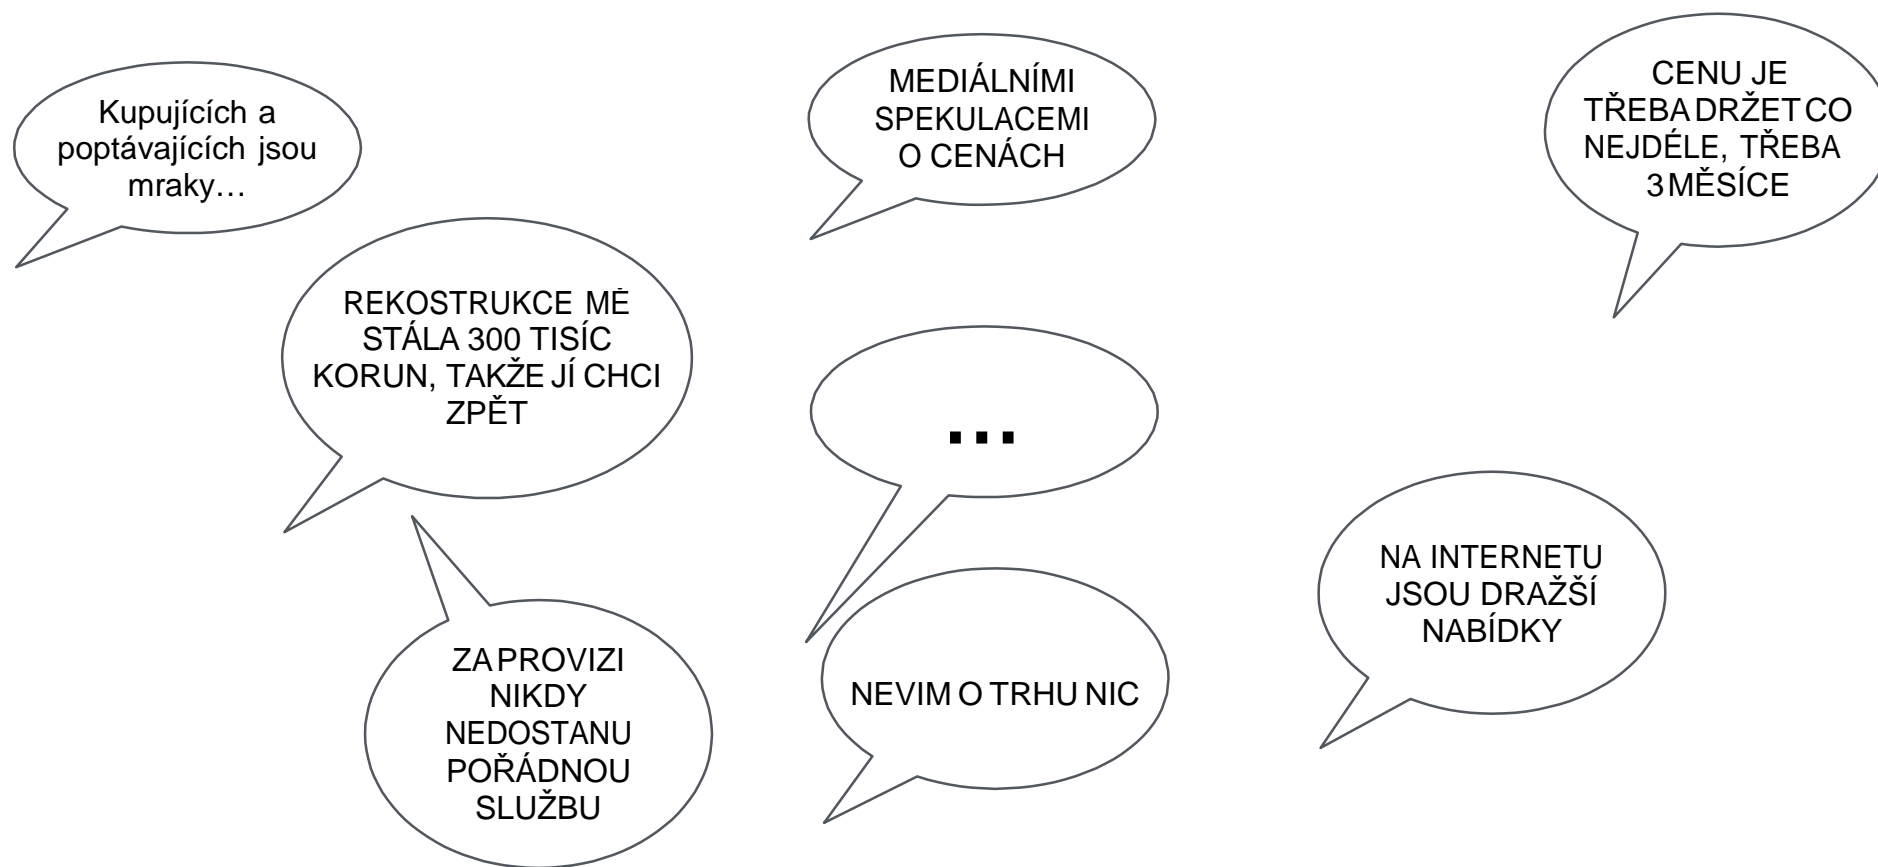 Kupujících a
poptávajících jsou
mraky…
MEDIÁLNÍMI
SPEKULACEMI
O CENÁCH
CENU JE
TŘEBA DRŽET CO
NEJDÉLE, TŘEBA
3 MĚSÍCE
REKOSTRUKCE MĚ
STÁLA 300 TISÍC
KORUN, TAKŽE JÍ CHCI
ZPĚT
…
NA INTERNETU
JSOU DRAŽŠÍ
NABÍDKY
ZA PROVIZI
NIKDY
NEDOSTANU
POŘÁDNOU
SLUŽBU
NEVIM O TRHU NIC